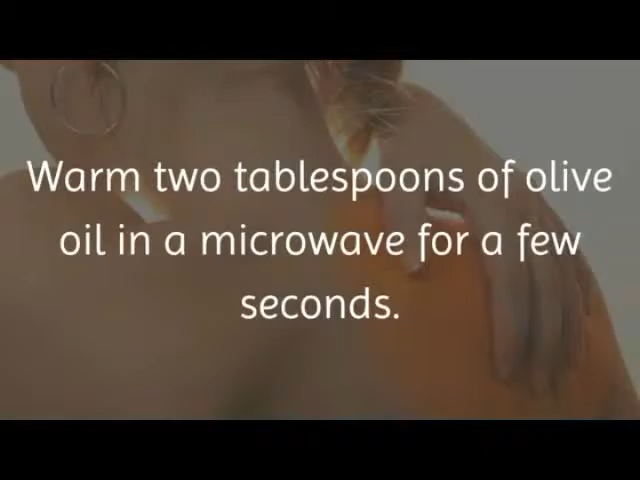 Warm two tablespoons of olive
oil in a microwave for a few
seconds.